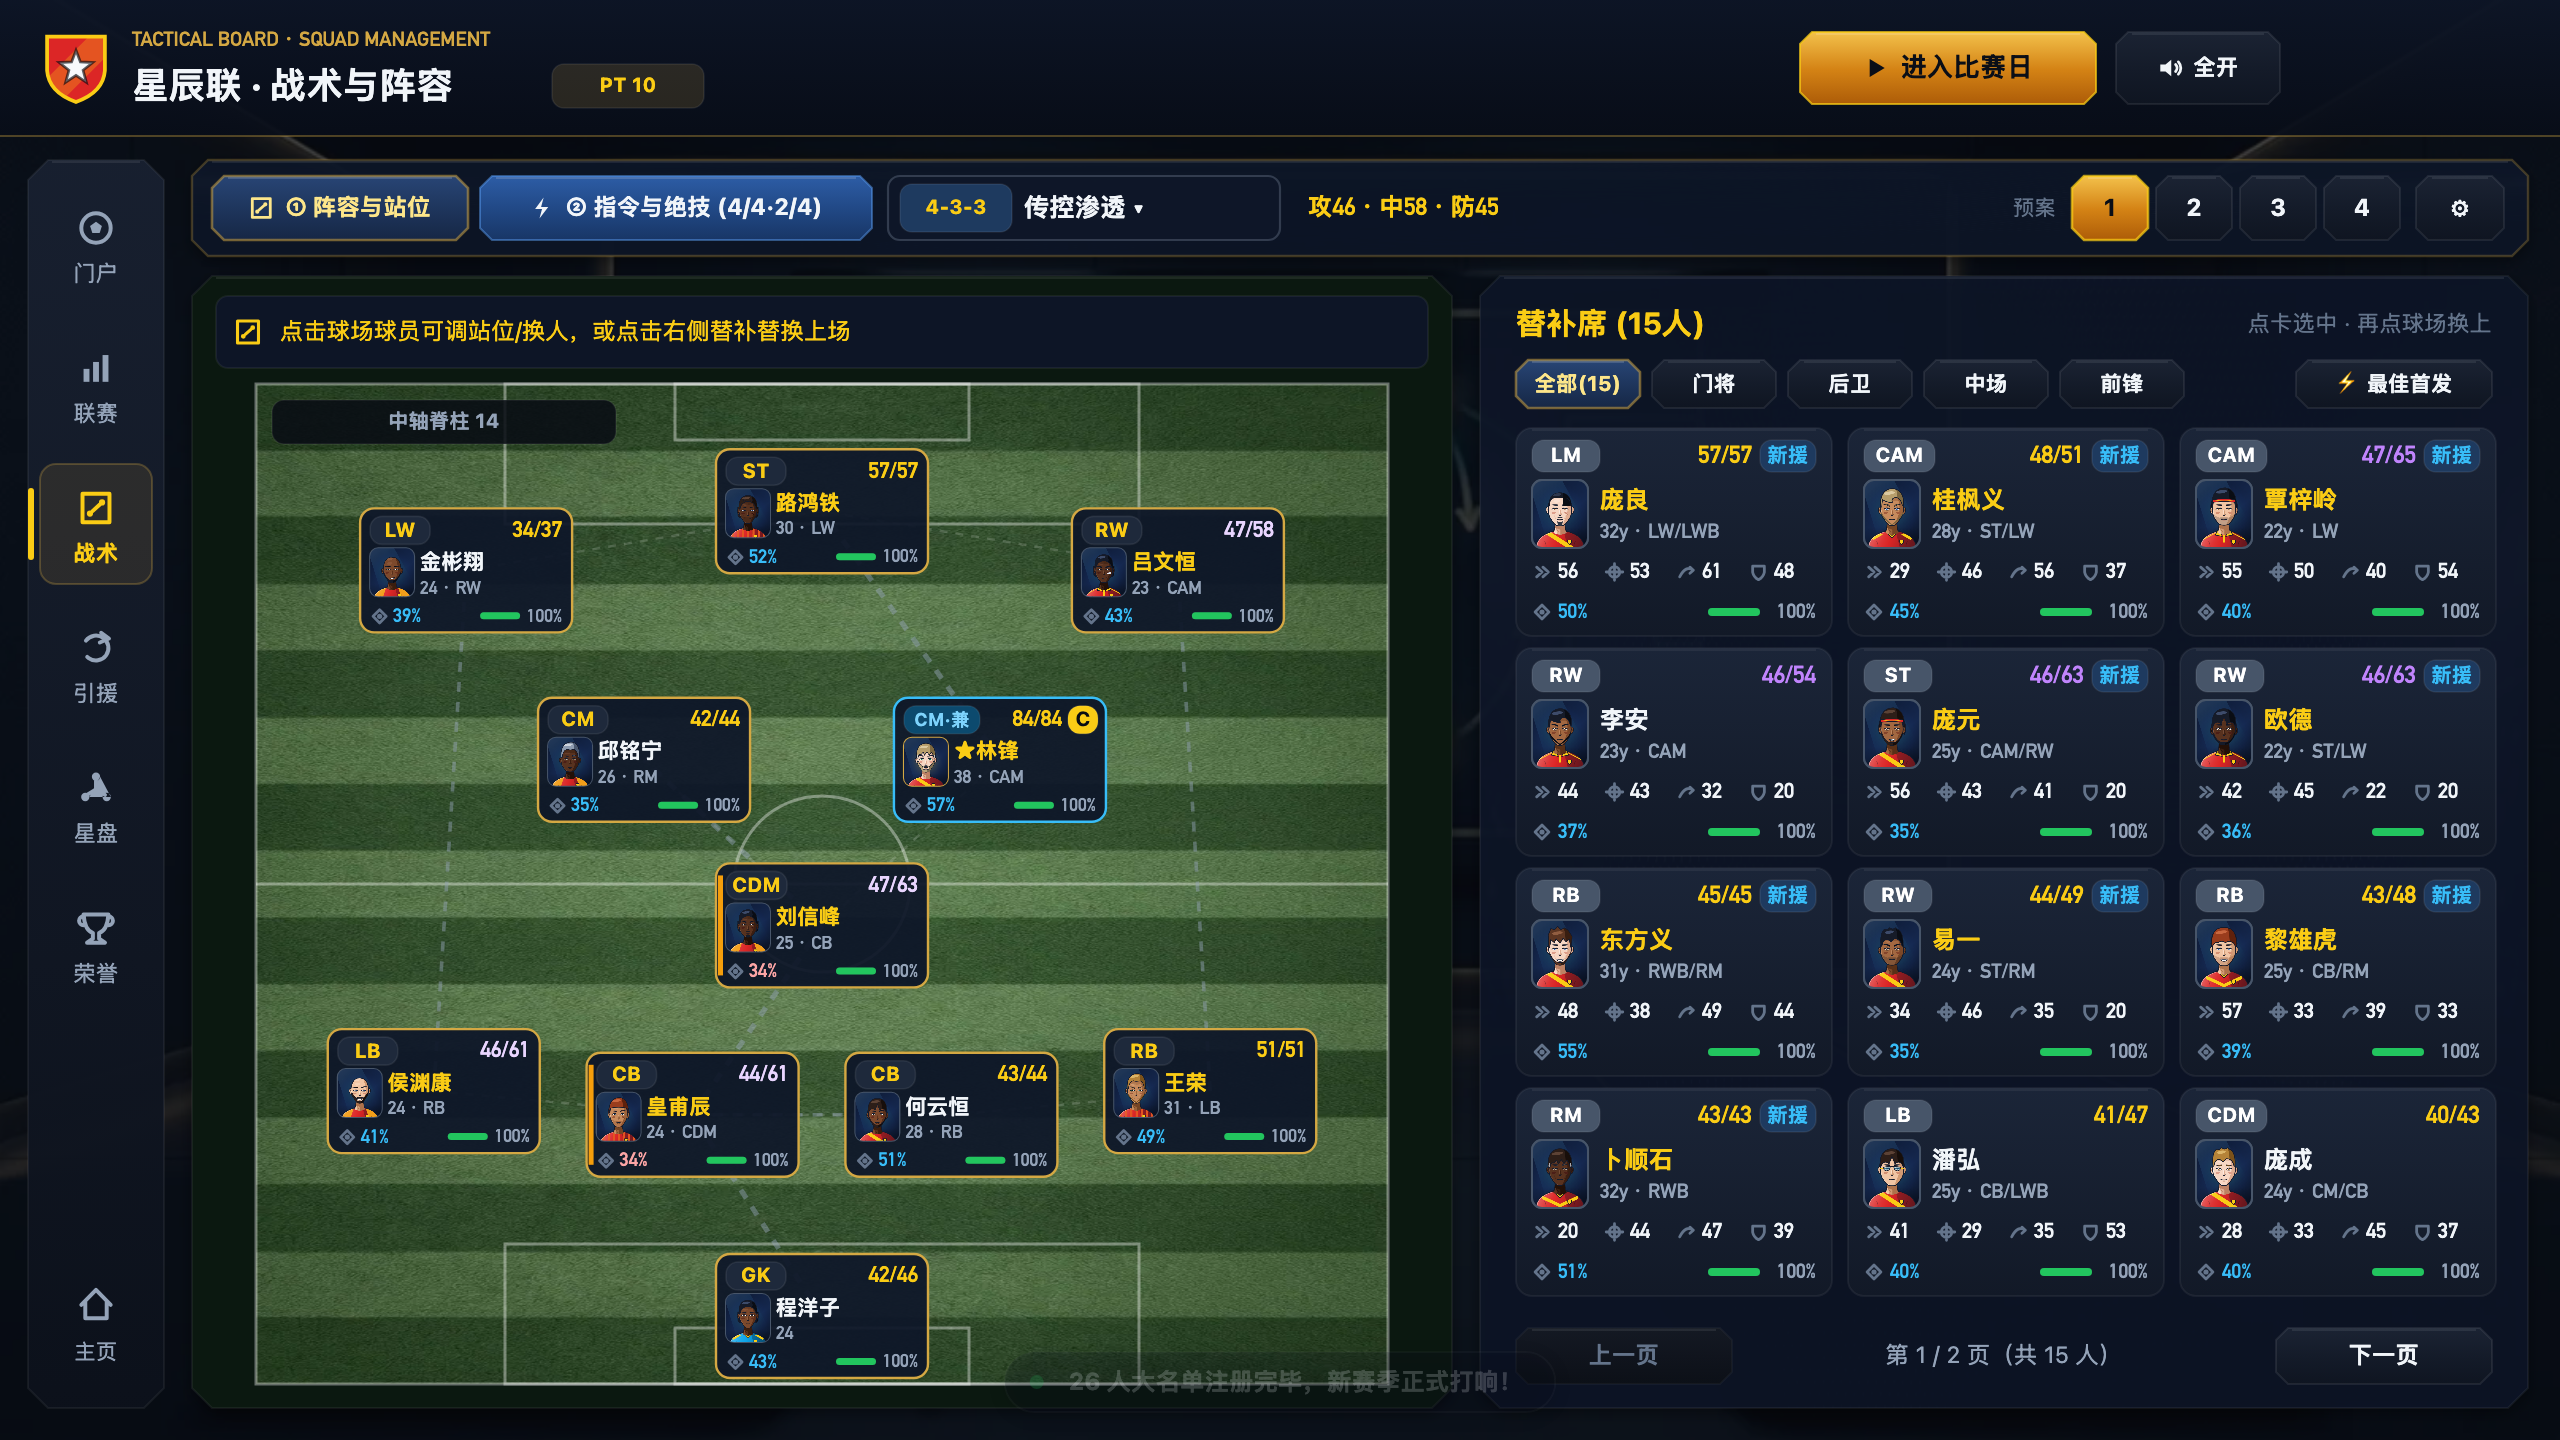 TACTICAL BOARD · SQUAD MANAGEMENT
星辰联 · 战术与阵容
PT 10
▶ 进入比赛日
全开
门户
联赛
战术
引援
星盘
荣誉
主页
① 阵容与站位
② 指令与绝技 (4/4·2/4)
4-3-3 传控渗透 ▾
攻46 · 中58 · 防45
预案 1 2 3 4
点击球场球员可调站位/换人，或点击右侧替补替换上场
中轴脊柱 14
ST 57/57
路鸿铁
30 · LW
52% 100%
LW 34/37
金彬翔
24 · RW
39% 100%
RW 47/58
吕文恒
23 · CAM
43% 100%
CM 42/44
邱铭宁
26 · RM
35% 100%
CM·兼 84/84 C
★林锋
38 · CAM
57% 100%
CDM 47/63
刘信峰
25 · CB
34% 100%
LB 46/61
侯渊康
24 · RB
41% 100%
CB 44/61
皇甫辰
24 · CDM
34% 100%
CB 43/44
何云恒
28 · RB
51% 100%
RB 51/51
王荣
31 · LB
49% 100%
GK 42/46
程洋子
24
43% 100%
替补席 (15人)
点卡选中 · 再点球场换上
全部(15) 门将 后卫 中场 前锋
⚡ 最佳首发
LM 57/57 新援
庞良
32y · LW/LWB
56 53 61 48
50% 100%
CAM 48/51 新援
桂枫义
28y · ST/LW
29 46 56 37
45% 100%
CAM 47/65 新援
覃梓岭
22y · LW
55 50 40 54
40% 100%
RW 46/54
李安
23y · CAM
44 43 32 20
37% 100%
ST 46/63 新援
庞元
25y · CAM/RW
56 43 41 20
35% 100%
RW 46/63 新援
欧德
22y · ST/LW
42 45 22 20
36% 100%
RB 45/45 新援
东方义
31y · RWB/RM
48 38 49 44
55% 100%
RW 44/49 新援
易一
24y · ST/RM
34 46 35 20
35% 100%
RB 43/48 新援
黎雄虎
25y · CB/RM
57 33 39 33
39% 100%
RM 43/43 新援
卜顺石
32y · RWB
20 44 47 39
51% 100%
LB 41/47
潘弘
25y · CB/LWB
41 29 35 53
40% 100%
CDM 40/43
庞成
24y · CM/CB
28 33 45 37
40% 100%
上一页
第 1 / 2 页（共 15 人）
下一页
26 人大名单注册完毕，新赛季正式打响！